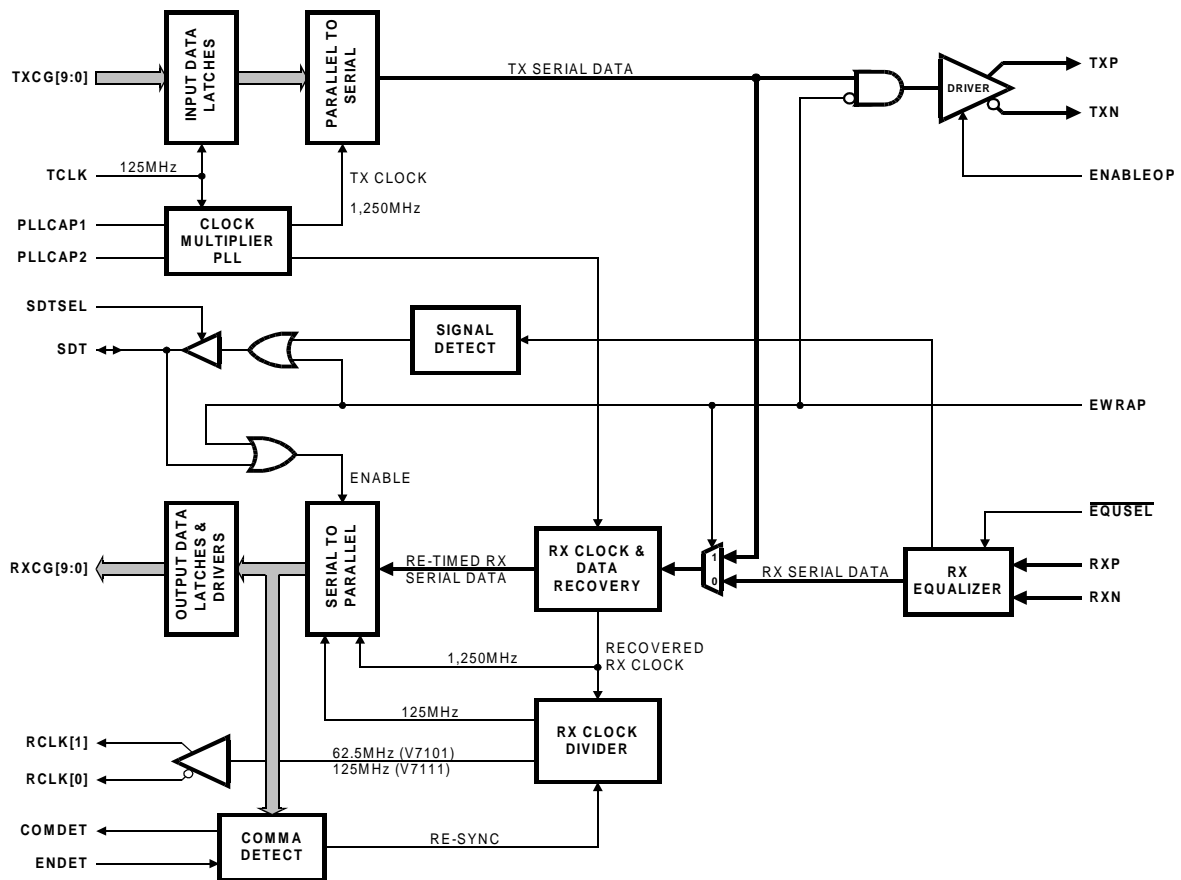 TXCG[9:0]
INPUT DATA
LATCHES
PARALLEL TO
SERIAL
TX SERIAL DATA
DRIVER
TXP
TXN
TCLK
125MHz
TX CLOCK
1,250MHz
ENABLEOP
PLLCAP1
PLLCAP2
CLOCK
MULTIPLIER
PLL
SDTSEL
SDT
SIGNAL
DETECT
EWRAP
ENABLE
EQUSEL
RXCG[9:0]
OUTPUT DATA
LATCHES &
DRIVERS
SERIAL TO
PARALLEL
RE-TIMED RX
SERIAL DATA
RX CLOCK &
DATA
RECOVERY
1
0
RX SERIAL DATA
RX
EQUALIZER
RXP
RXN
1,250MHz
RECOVERED
RX CLOCK
125MHz
RX CLOCK
DIVIDER
RCLK[1]
RCLK[0]
62.5MHz (V7101)
125MHz (V7111)
COMDET
ENDET
COMMA
DETECT
RE-SYNC